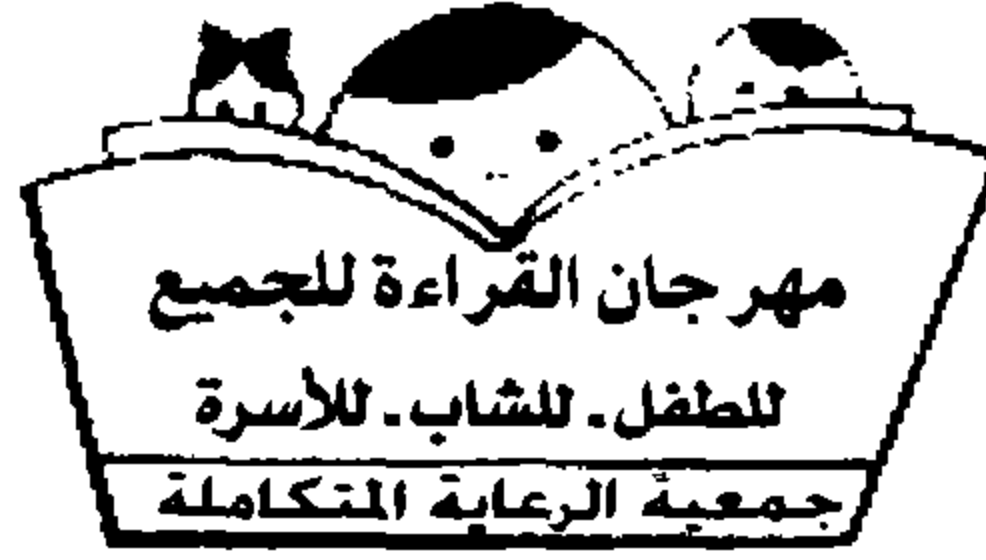 مهرجان القراءة للجميع
للطفل . للشاب . للأسرة
جمعية الرعاية المتكاملة